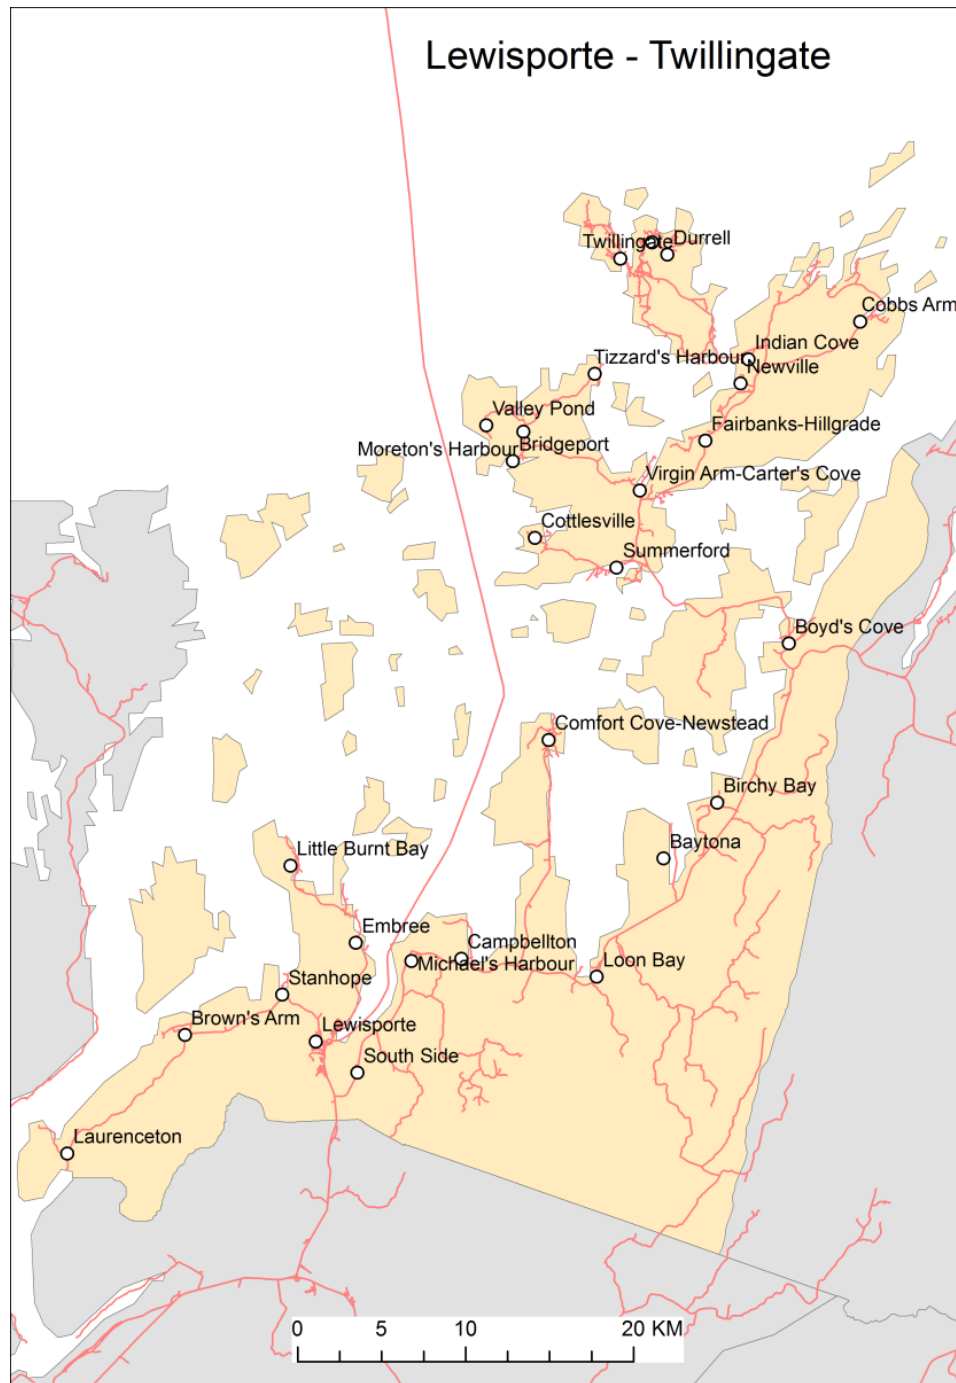 Lewisporte - Twillingate
Twillingate
Durrell
Cobbs Arm
Indian Cove
Tizzard's Harbour
Newville
Valley Pond
Fairbanks-Hillgrade
Moreton's Harbour
Bridgeport
Virgin Arm-Carter's Cove
Cottlesville
Summerford
Boyd's Cove
Comfort Cove-Newstead
Birchy Bay
Baytona
Little Burnt Bay
Embree
Campbellton
Michael's Harbour
Loon Bay
Stanhope
Brown's Arm
Lewisporte
South Side
Laurenceton
0 5 10 20 KM